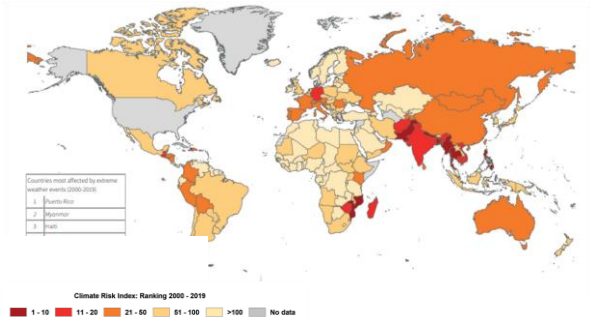 Countries most affected by extreme
weather events (2000-2019)
1 Puerto Rico
2 Myanmar
3 Haiti
Climate Risk Index: Ranking 2000 - 2019
1 - 10 11 - 20 21 - 50 51 - 100 >100 No data